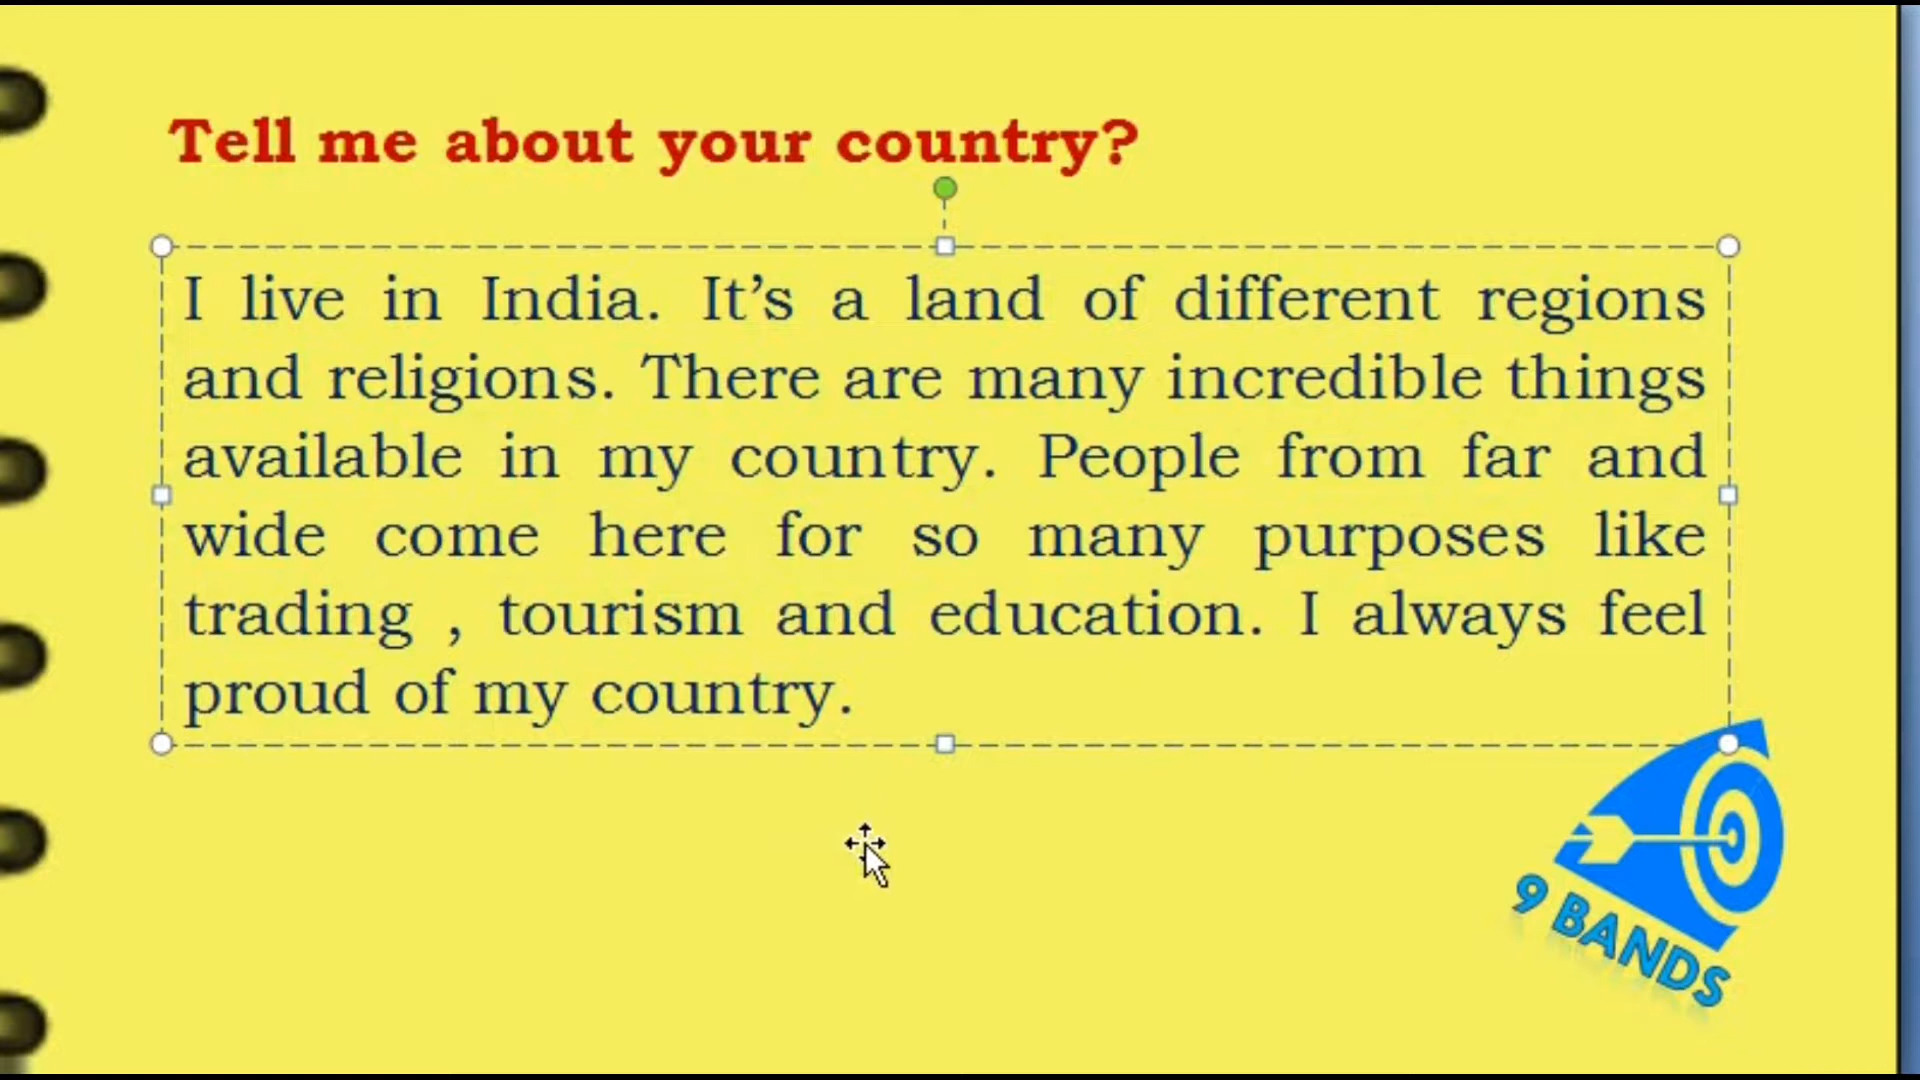 Tell me about your country?
I live in India. It’s a land of different regions
and religions. There are many incredible things
available in my country. People from far and
wide come here for so many purposes like
trading , tourism and education. I always feel
proud of my country.
9 BANDS